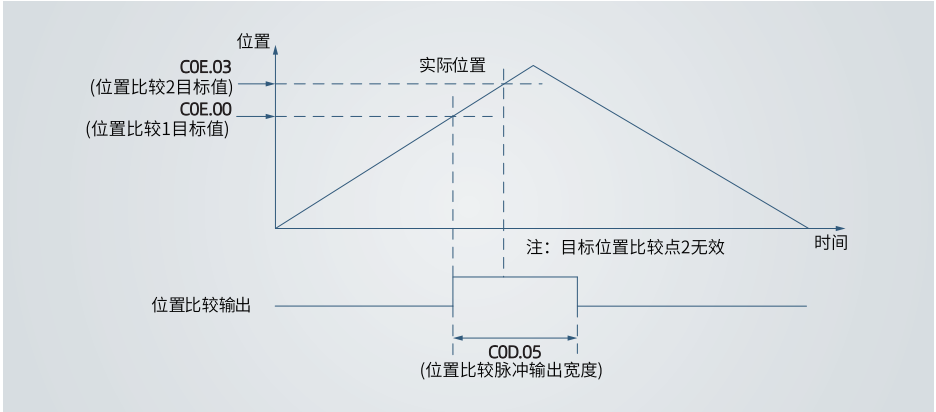 位置
C0E.03
(位置比较2目标值)
C0E.00
(位置比较1目标值)
实际位置
时间
注：目标位置比较点2无效
位置比较输出
C0D.05
(位置比较脉冲输出宽度)